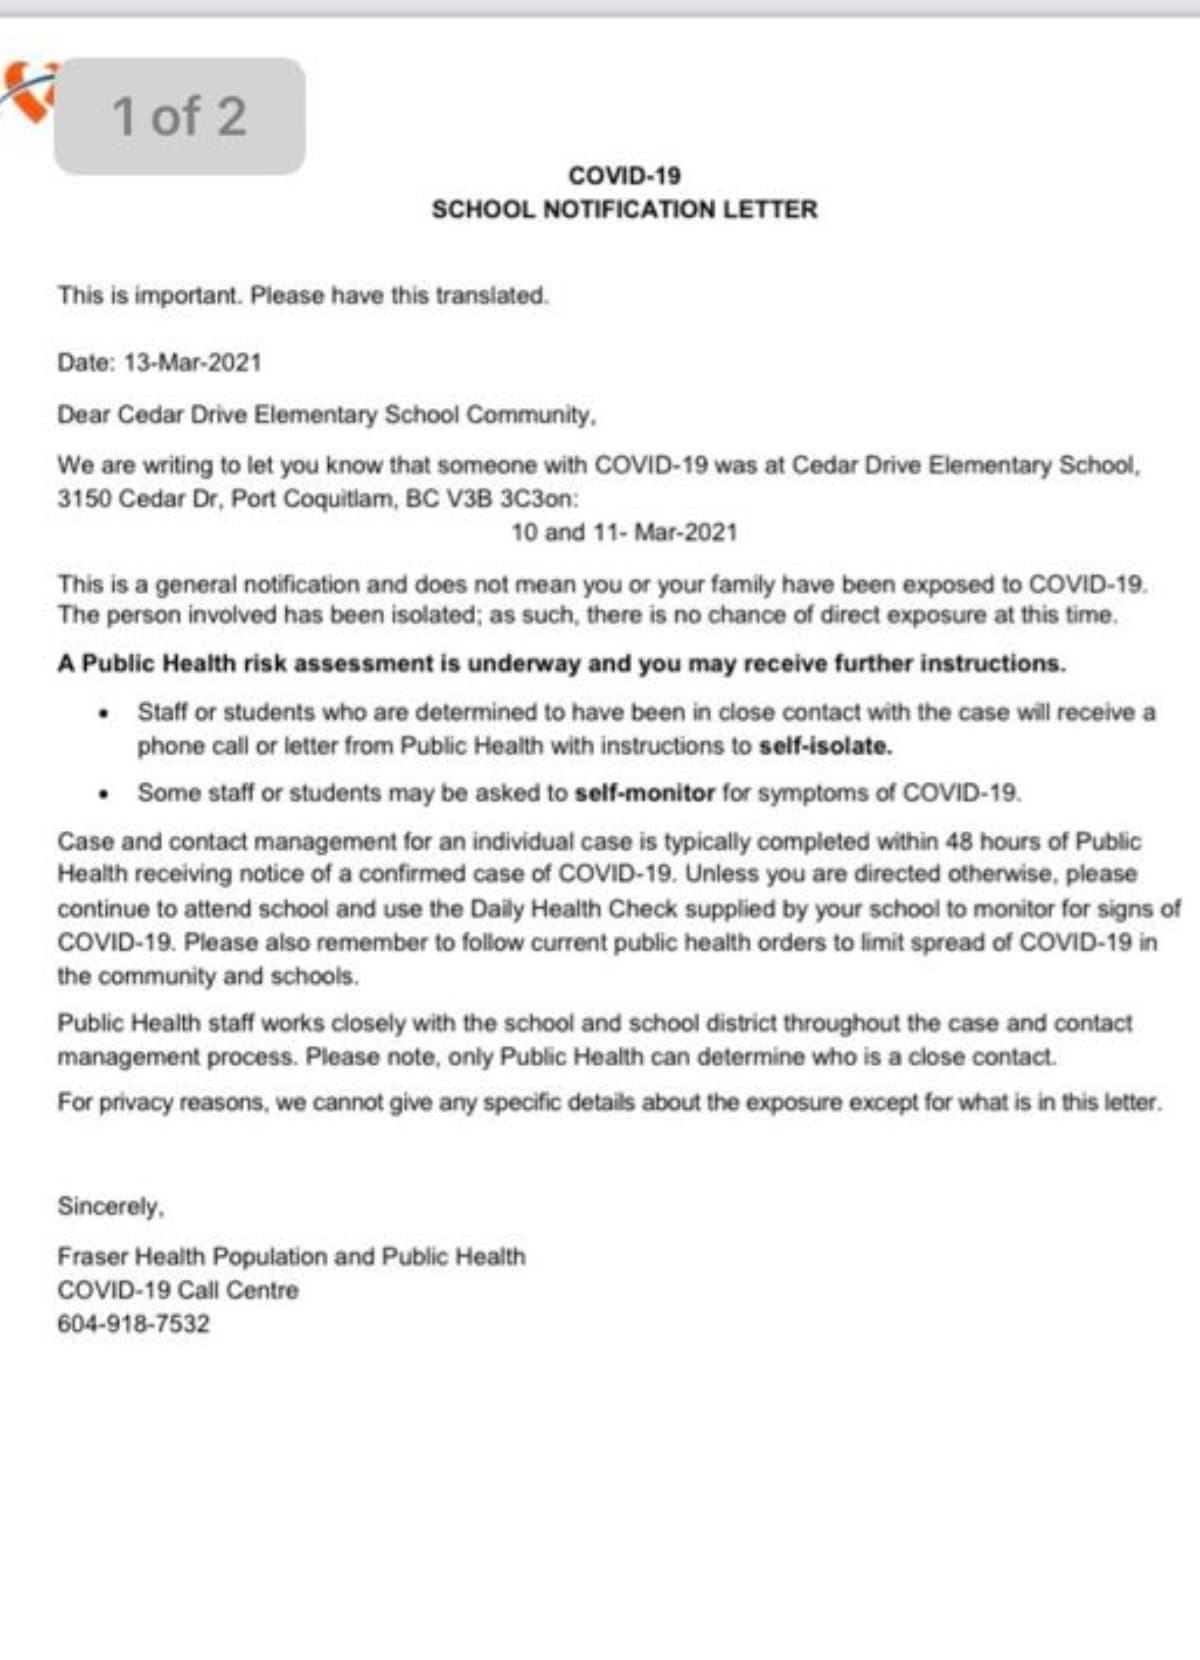 1 of 2
COVID-19
SCHOOL NOTIFICATION LETTER
This is important. Please have this translated.
Date: 13-Mar-2021
Dear Cedar Drive Elementary School Community,
We are writing to let you know that someone with COVID-19 was at Cedar Drive Elementary School,
3150 Cedar Dr, Port Coquitlam, BC V3B 3C3on:
10 and 11- Mar-2021
This is a general notification and does not mean you or your family have been exposed to COVID-19.
The person involved has been isolated; as such, there is no chance of direct exposure at this time.
A Public Health risk assessment is underway and you may receive further instructions.
• Staff or students who are determined to have been in close contact with the case will receive a
phone call or letter from Public Health with instructions to self-isolate.
• Some staff or students may be asked to self-monitor for symptoms of COVID-19.
Case and contact management for an individual case is typically completed within 48 hours of Public
Health receiving notice of a confirmed case of COVID-19. Unless you are directed otherwise, please
continue to attend school and use the Daily Health Check supplied by your school to monitor for signs of
COVID-19. Please also remember to follow current public health orders to limit spread of COVID-19 in
the community and schools.
Public Health staff works closely with the school and school district throughout the case and contact
management process. Please note, only Public Health can determine who is a close contact.
For privacy reasons, we cannot give any specific details about the exposure except for what is in this letter.
Sincerely,
Fraser Health Population and Public Health
COVID-19 Call Centre
604-918-7532